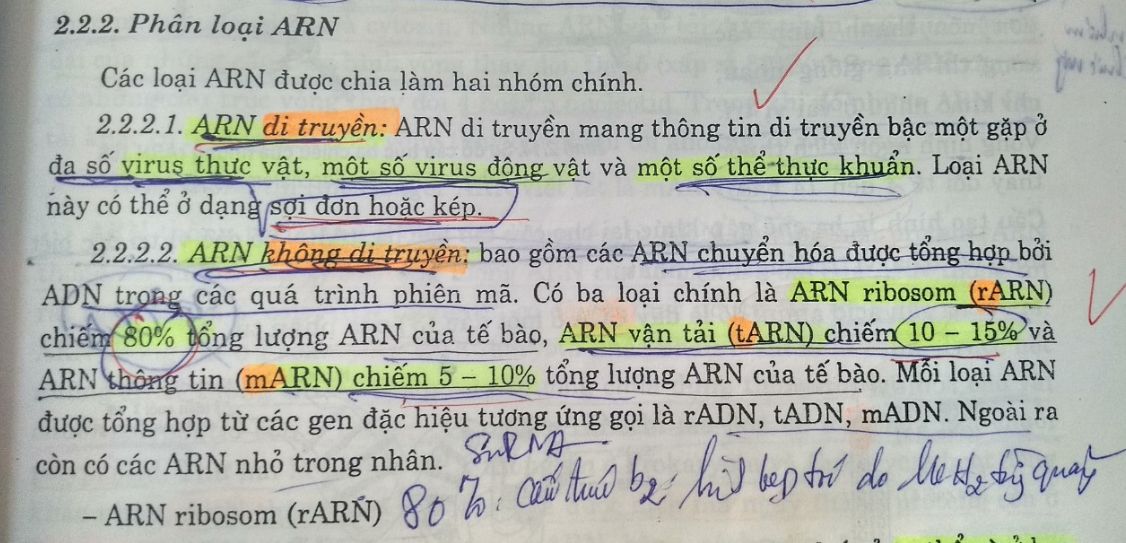 2.2.2. Phân loại ARN
Các loại ARN được chia làm hai nhóm chính.
2.2.2.1. ARN di truyền: ARN di truyền mang thông tin di truyền bậc một gặp ở
đa số virus thực vật, một số virus động vật và một số thể thực khuẩn. Loại ARN
này có thể ở dạng sợi đơn hoặc kép.
2.2.2.2. ARN không di truyền: bao gồm các ARN chuyển hóa được tổng hợp bởi
ADN trong các quá trình phiên mã. Có ba loại chính là ARN ribosom (rARN)
chiếm 80% tổng lượng ARN của tế bào, ARN vận tải (tARN) chiếm 10 – 15% và
ARN thông tin (mARN) chiếm 5 – 10% tổng lượng ARN của tế bào. Mỗi loại ARN
được tổng hợp từ các gen đặc hiệu tương ứng gọi là rADN, tADN, mADN. Ngoài ra
còn có các ARN nhỏ trong nhân. SnRNA
– ARN ribosom (rARN) 80%. b2 do